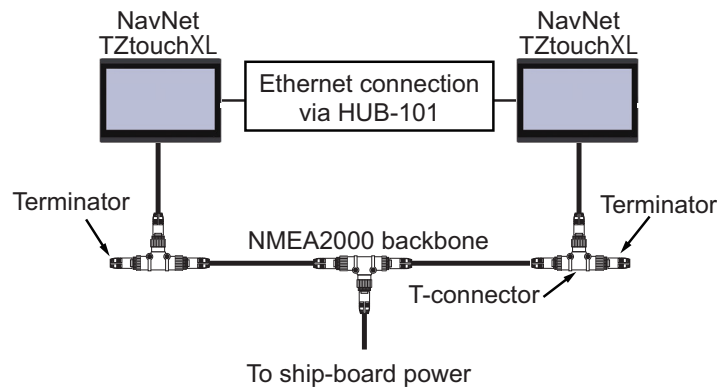 NavNet
TZtouchXL
NavNet
TZtouchXL
Ethernet connection
via HUB-101
Terminator
Terminator
NMEA2000 backbone
T-connector
To ship-board power